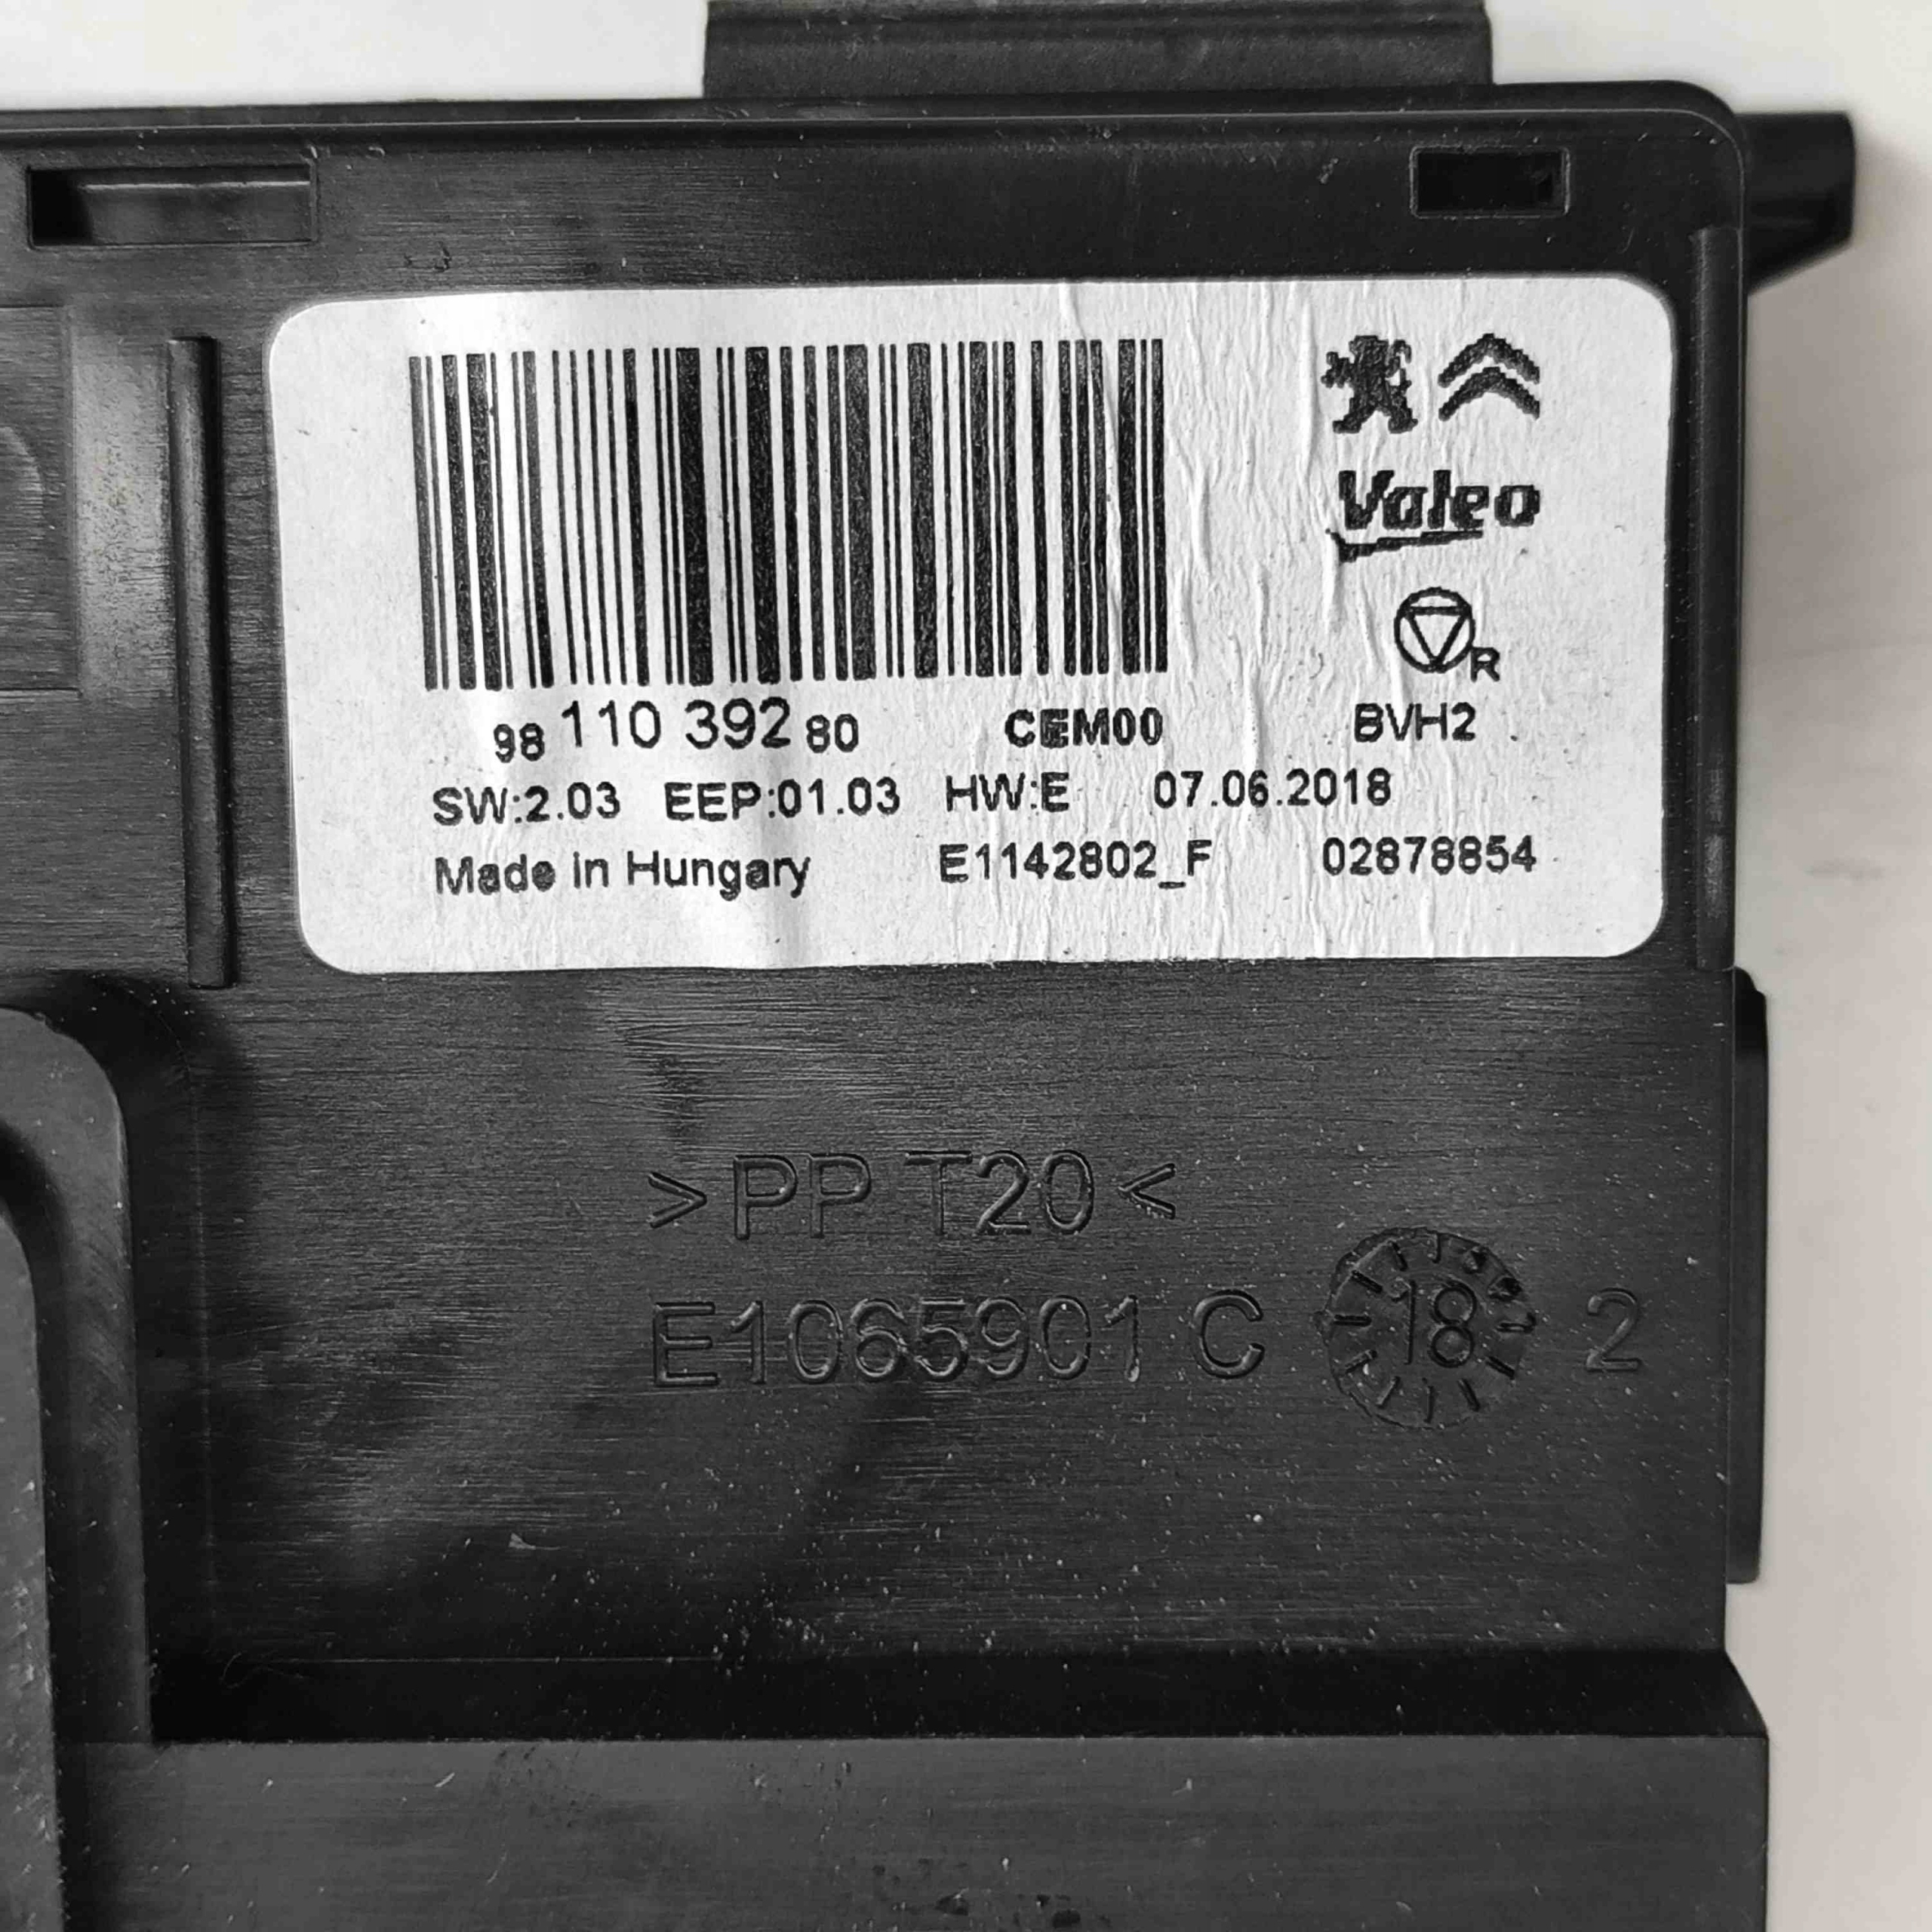 Valeo
R
98 110 392 80 CEM00 BVH2
SW:2.03 EEP:01.03 HW:E 07.06.2018
Made in Hungary E1142802_F 02878854
>PP T20<
E1065901 C 18 2